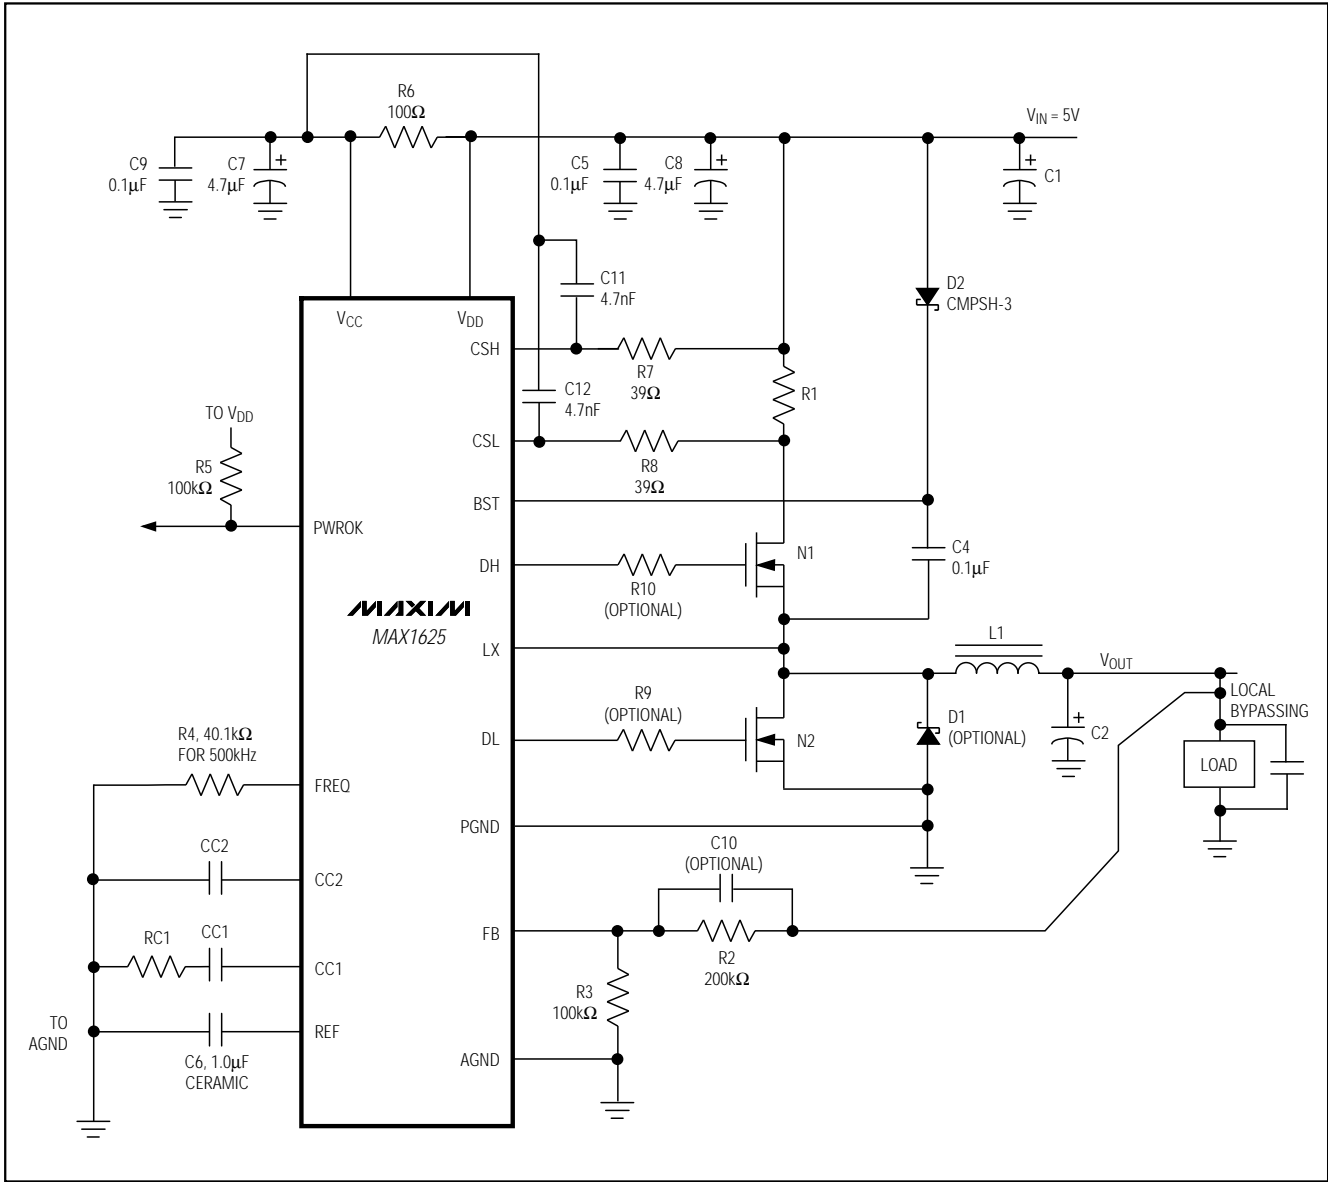 R6
100Ω
VIN = 5V
C9
0.1μF
C7
4.7μF
+
C5
0.1μF
C8
4.7μF
+
+
C1
C11
4.7nF
D2
CMPSH-3
VCC
VDD
CSH
R7
39Ω
R1
C12
4.7nF
TO VDD
R5
100kΩ
CSL
R8
39Ω
BST
PWROK
DH
R10
(OPTIONAL)
N1
C4
0.1μF
MAXIM
MAX1625
LX
L1
VOUT
R9
(OPTIONAL)
DL
N2
D1
(OPTIONAL)
+
C2
LOCAL
BYPASSING
LOAD
R4, 40.1kΩ
FOR 500kHz
FREQ
PGND
C10
(OPTIONAL)
CC2
CC2
FB
R2
200kΩ
RC1
CC1
CC1
R3
100kΩ
TO
AGND
REF
C6, 1.0μF
CERAMIC
AGND